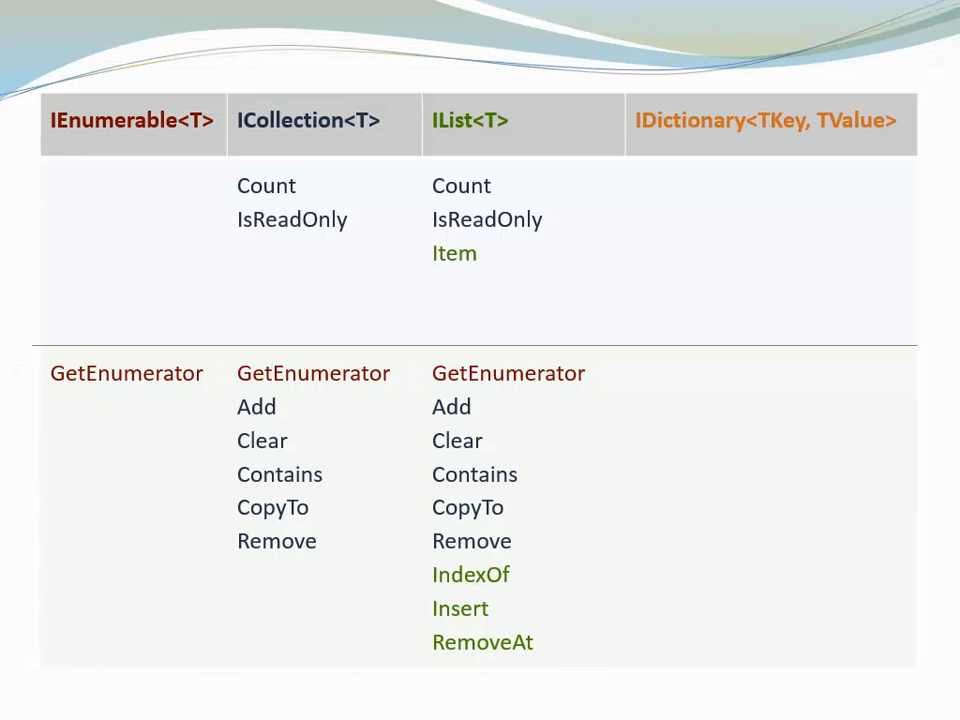 IEnumerable<T> ICollection<T> IList<T> IDictionary<TKey, TValue>
Count Count
IsReadOnly IsReadOnly
Item
GetEnumerator GetEnumerator GetEnumerator
Add Add
Clear Clear
Contains Contains
CopyTo CopyTo
Remove Remove
IndexOf
Insert
RemoveAt